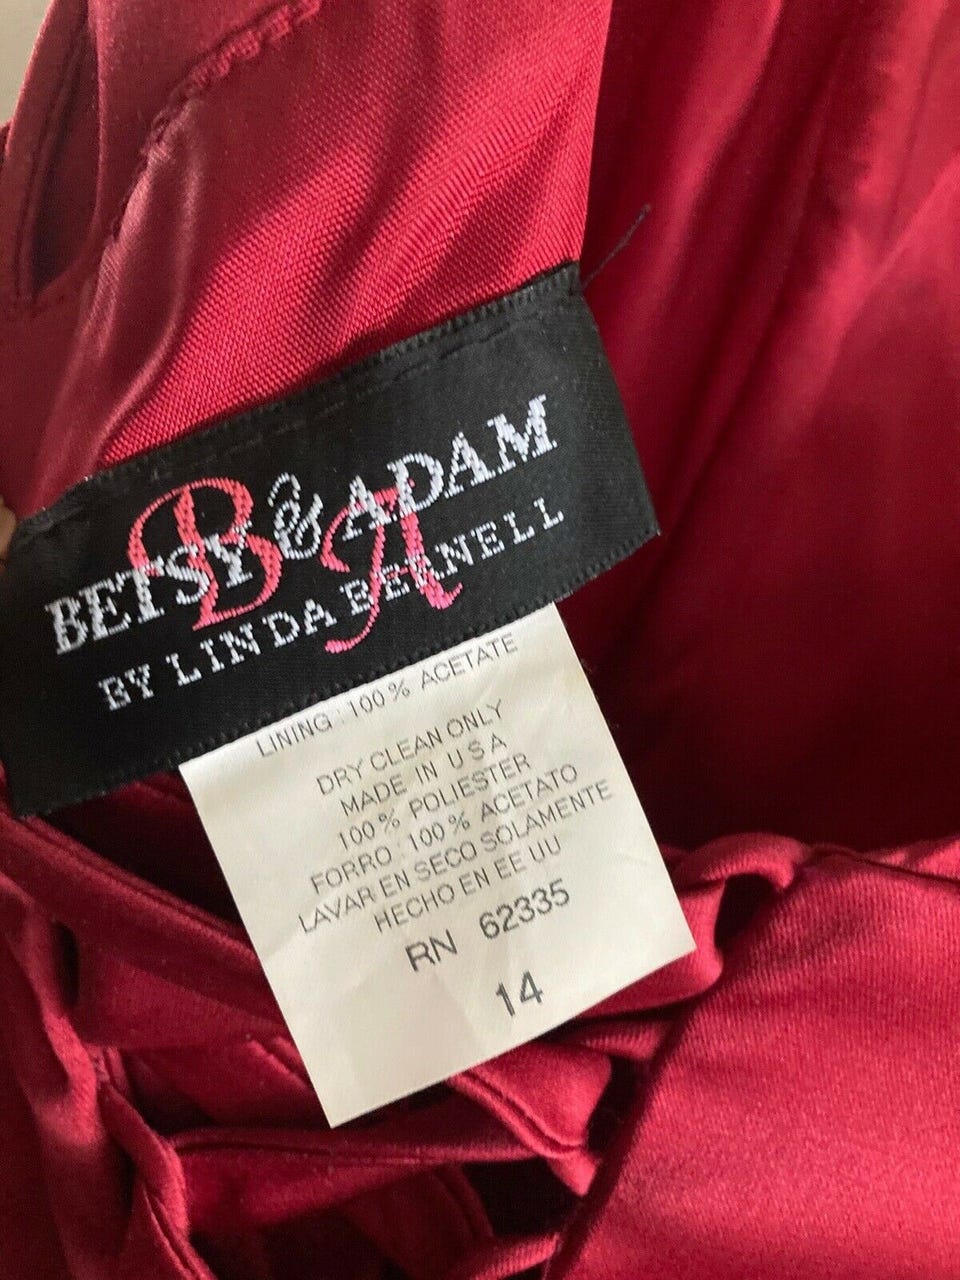 BETSY & ADAM
BA
BY LINDA BERNELL
LINING : 100 % ACETATE
DRY CLEAN ONLY
MADE IN U S A
100 % POLIESTER
FORRO : 100 % ACETATO
LAVAR EN SECO SOLAMENTE
HECHO EN EE UU
RN 62335
14